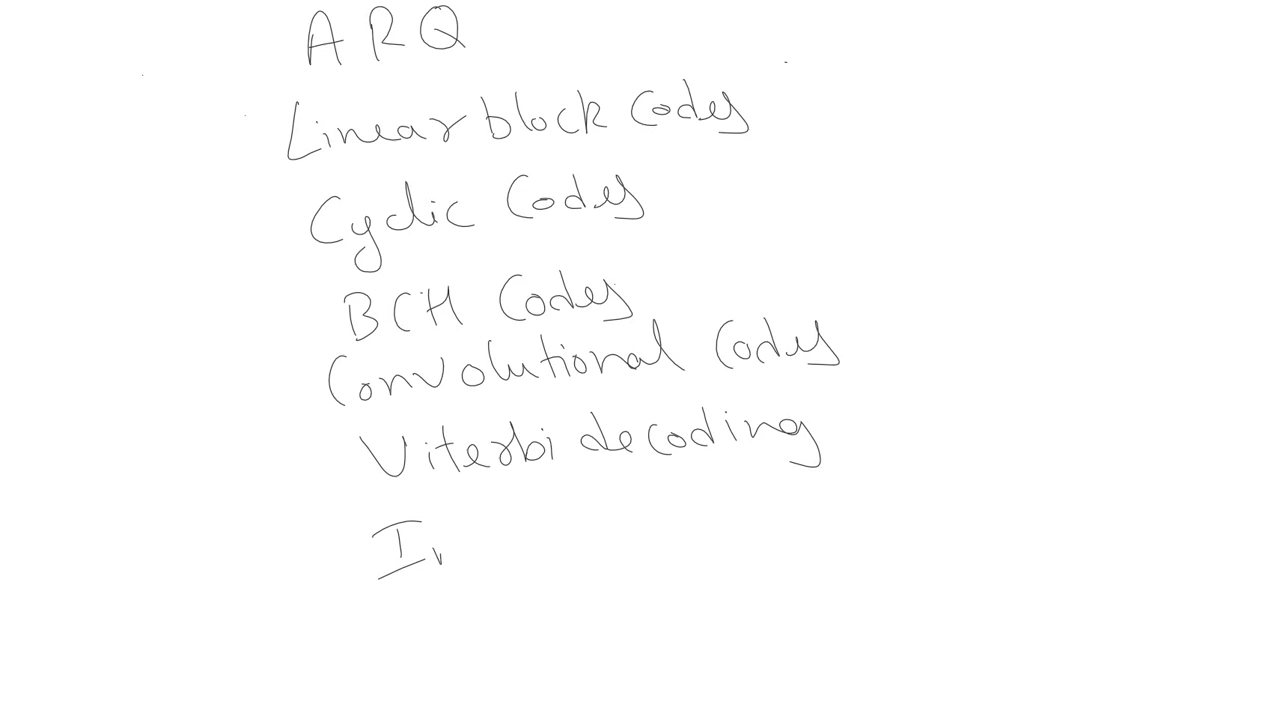 ARQ
Linear block Codes
Cyclic Codes
BCH Codes
Convolutional Codes
Viterbi decoding